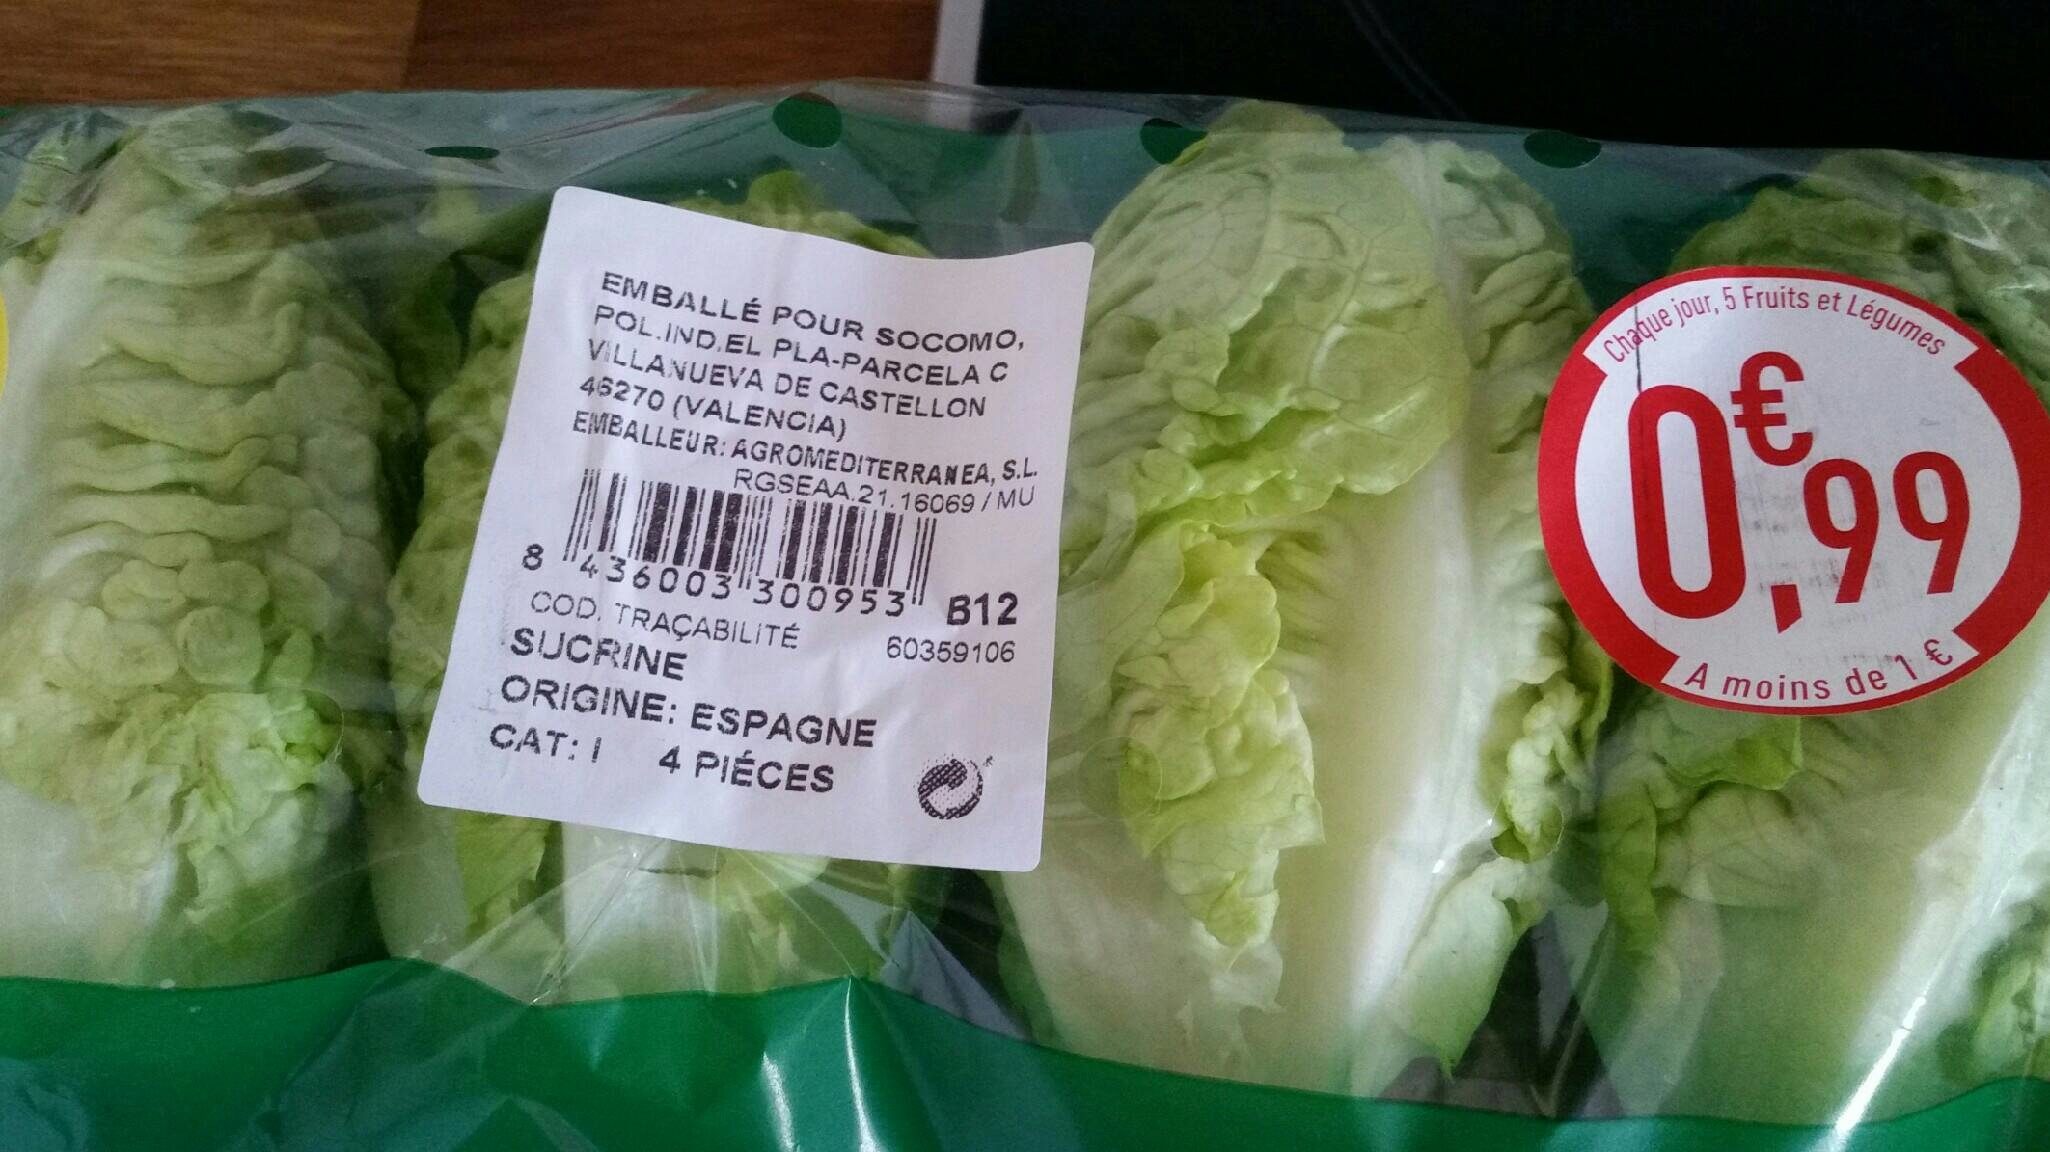 EMBALLÉ POUR SOCOMO,
POL.IND.EL PLA-PARCELA C
VILLANUEVA DE CASTELLON
46270 (VALENCIA)
EMBALLEUR: AGROMEDITERRANEA, S.L.
RGSEAA.21.16069 / MU
8 436003 300953
B12
COD. TRAÇABILITÉ 60359106
SUCRINE
ORIGINE: ESPAGNE
CAT: I 4 PIÉCES
Chaque jour, 5 Fruits et Légumes
0€,99
A moins de 1 €